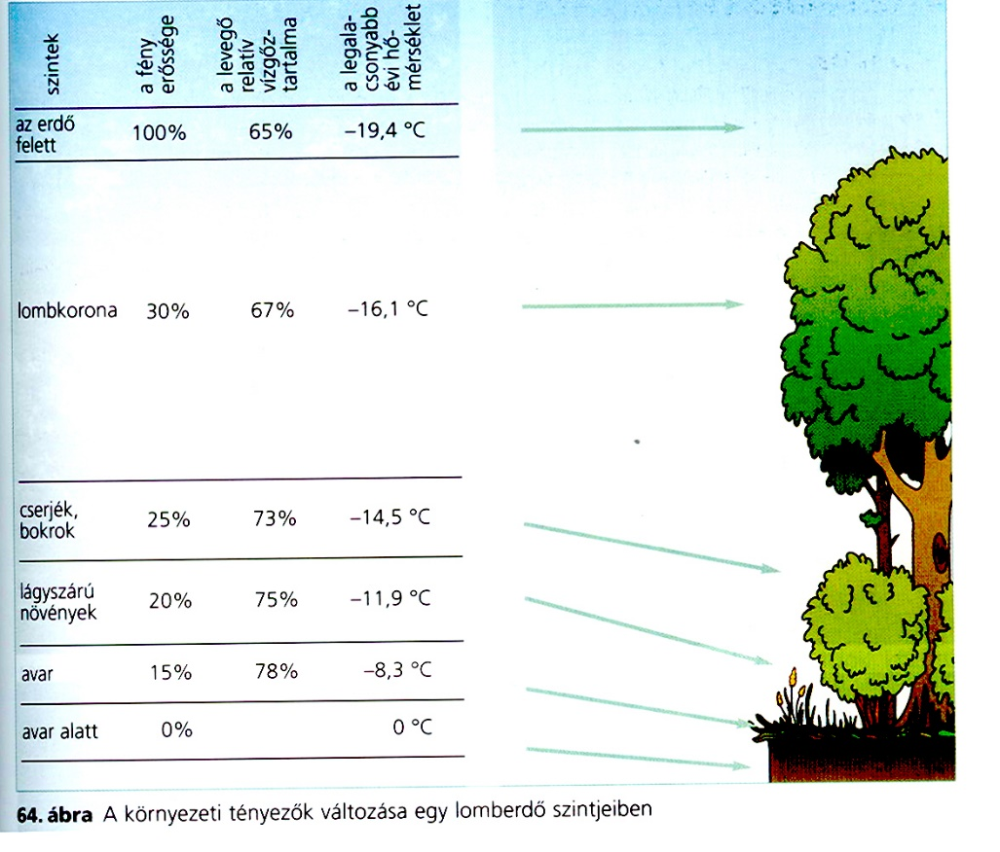 szintek
a fény
erőssége
a levegő
relatív
vízgőz-
tartalma
a legala-
csonyabb
évi hő-
mérséklet
az erdő
felett
100%
65%
–19,4 °C
lombkorona
30%
67%
–16,1 °C
cserjék,
bokrok
25%
73%
–14,5 °C
lágyszárú
növények
20%
75%
–11,9 °C
avar
15%
78%
–8,3 °C
avar alatt
0%
0 °C
64. ábra A környezeti tényezők változása egy lomberdő szintjeiben